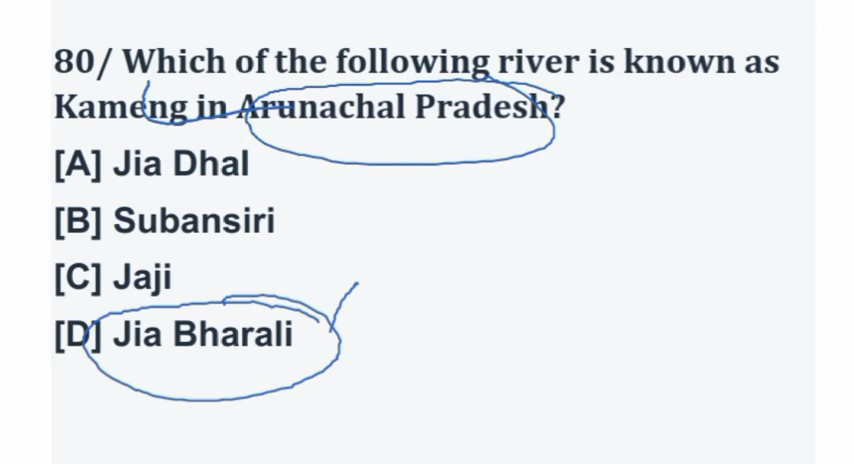 80/ Which of the following river is known as
Kameng in Arunachal Pradesh?
[A] Jia Dhal
[B] Subansiri
[C] Jaji
[D] Jia Bharali